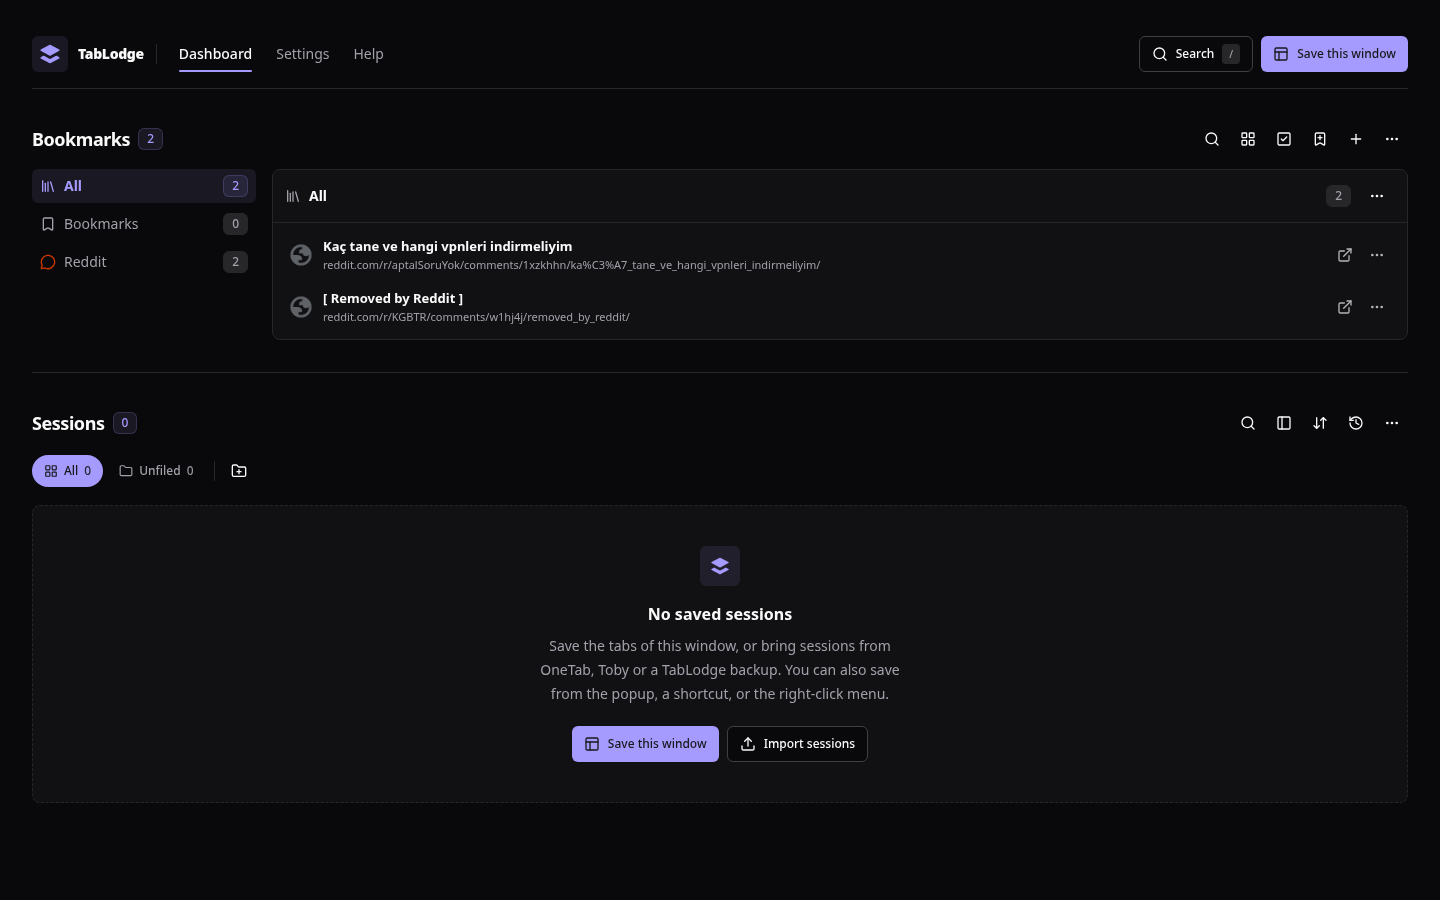 TabLodge
Dashboard
Settings
Help
Search /
Save this window
Bookmarks 2
All 2
Bookmarks 0
Reddit 2
All 2
Kaç tane ve hangi vpnleri indirmeliyim
reddit.com/r/aptalSoruYok/comments/1xzkhhn/ka%C3%A7_tane_ve_hangi_vpnleri_indirmeliyim/
[ Removed by Reddit ]
reddit.com/r/KGBTR/comments/w1hj4j/removed_by_reddit/
Sessions 0
All 0
Unfiled 0
No saved sessions
Save the tabs of this window, or bring sessions from
OneTab, Toby or a TabLodge backup. You can also save
from the popup, a shortcut, or the right-click menu.
Save this window
Import sessions